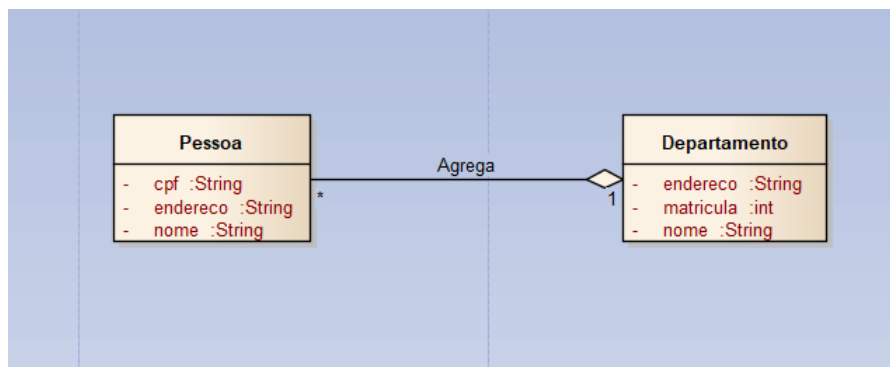 Pessoa
- cpf :String
- endereco :String
- nome :String
Agrega
*
1
Departamento
- endereco :String
- matricula :int
- nome :String